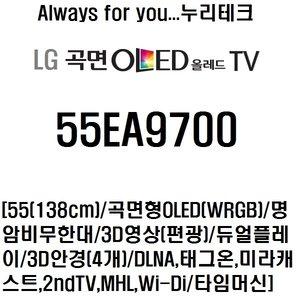 Always for you...누리테크
LG 곡면 OLED 올레드 TV
55EA9700
[55(138cm)/곡면형OLED(WRGB)/명
암비무한대/3D영상(편광)/듀얼플레
이/3D안경(4개)/DLNA,태그온,미라캐
스트,2ndTV,MHL,Wi-Di/타임머신]